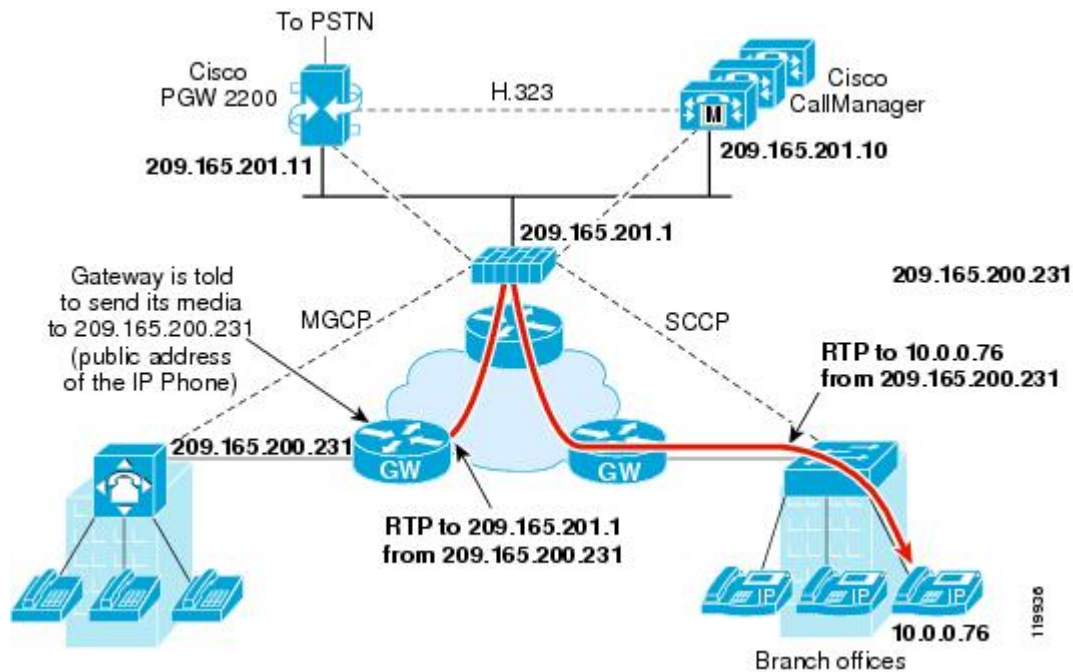 To PSTN
Cisco
PGW 2200
H.323
M
Cisco
CallManager
209.165.201.11
209.165.201.10
209.165.201.1
Gateway is told
to send its media
to 209.165.200.231
(public address
of the IP Phone)
MGCP
SCCP
209.165.200.231
RTP to 10.0.0.76
from 209.165.200.231
209.165.200.231
GW
GW
RTP to 209.165.201.1
from 209.165.200.231
IP
IP
IP
10.0.0.76
Branch offices
119936